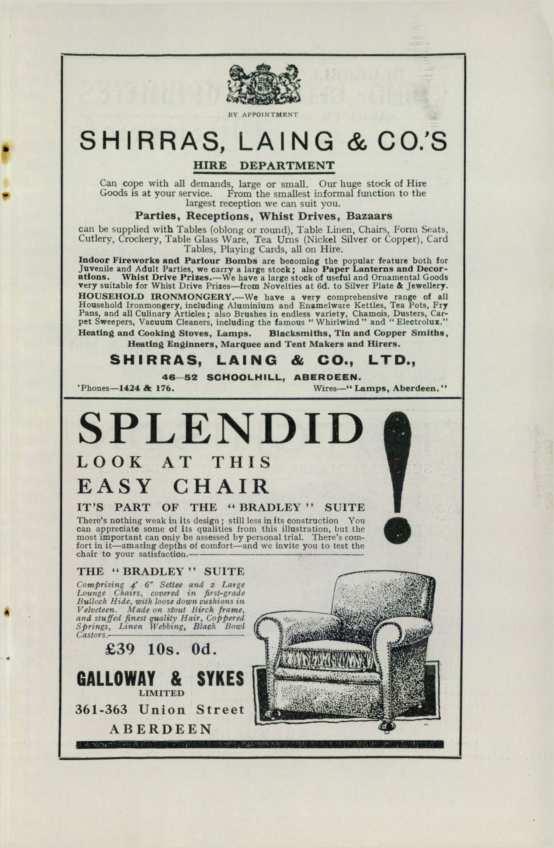 BY APPOINTMENT
SHIRRAS, LAING & CO.'S
HIRE DEPARTMENT
Can cope with all demands, large or small. Our huge stock of Hire
Goods is at your service. From the smallest informal function to the
largest reception we can suit you.
Parties, Receptions, Whist Drives, Bazaars
can be supplied with Tables (oblong or round), Table Linen, Chairs, Form Seats,
Cutlery, Crockery, Table Glass Ware, Tea Urns (Nickel Silver or Copper), Card
Tables, Playing Cards, all on Hire.
Indoor Fireworks and Parlour Bombs are becoming the popular feature both for
Juvenile and Adult Parties, we carry a large stock; also Paper Lanterns and Decor-
ations. Whist Drive Prizes.—We have a large stock of useful and Ornamental Goods
very suitable for Whist Drive Prizes—from Novelties at 6d. to Silver Plate & Jewellery.
HOUSEHOLD IRONMONGERY.—We have a very comprehensive range of all
Household Ironmongery, including Aluminium and Enamelware Kettles, Tea Pots, Fry
Pans, and all Culinary Articles; also Brushes in endless variety, Chamois, Dusters, Car-
pet Sweepers, Vacuum Cleaners, including the famous "Whirlwind" and "Electrolux."
Heating and Cooking Stoves, Lamps. Blacksmiths, Tin and Copper Smiths,
Heating Enginners, Marquee and Tent Makers and Hirers.
SHIRRAS, LAING & CO., LTD.,
46-52 SCHOOLHILL, ABERDEEN.
'Phones—1424 & 176. Wires—"Lamps, Aberdeen."
SPLENDID!
LOOK AT THIS
EASY CHAIR
IT'S PART OF THE "BRADLEY" SUITE
There's nothing weak in its design; still less in its construction You
can appreciate some of its qualities from this illustration, but the
most important can only be assessed by personal trial. There's com-
fort in it—amazing depths of comfort—and we invite you to test the
chair to your satisfaction.—
THE "BRADLEY" SUITE
Comprising 4' 6" Settee and 2 Large
Lounge Chairs, covered in first-grade
Bulloch Hide, with loose down cushions in
Velveteen. Made on stout Birch frame,
and stuffed finest quality Hair, Coppered
Springs, Linen Webbing, Black Bowl
Castors.—
£39 10s. 0d.
GALLOWAY & SYKES
LIMITED
361-363 Union Street
ABERDEEN